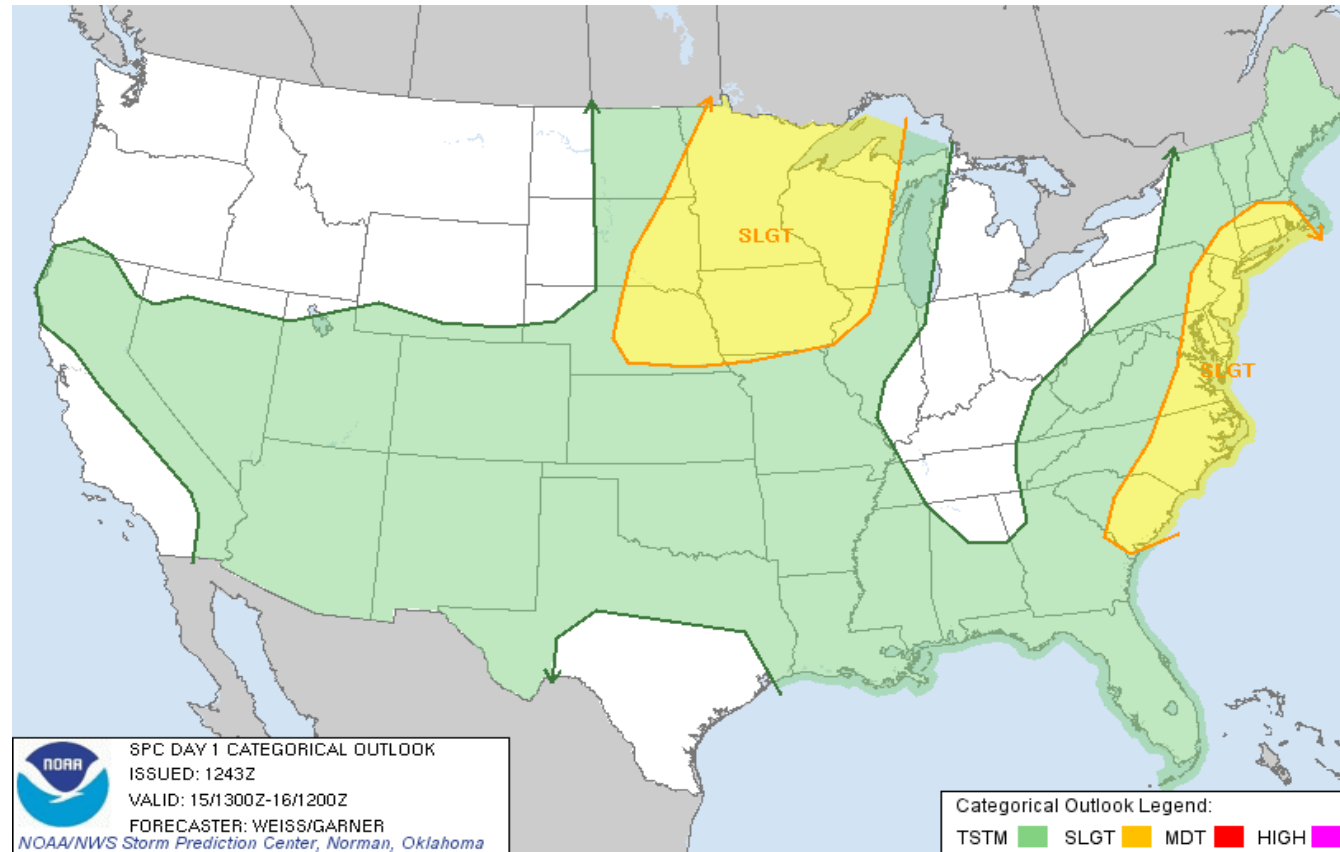 SLGT
SLGT
NOAA
SPC DAY 1 CATEGORICAL OUTLOOK
ISSUED: 1243Z
VALID: 15/1300Z-16/1200Z
FORECASTER: WEISS/GARNER
NOAA/NWS Storm Prediction Center, Norman, Oklahoma
Categorical Outlook Legend:
TSTM SLGT MDT HIGH